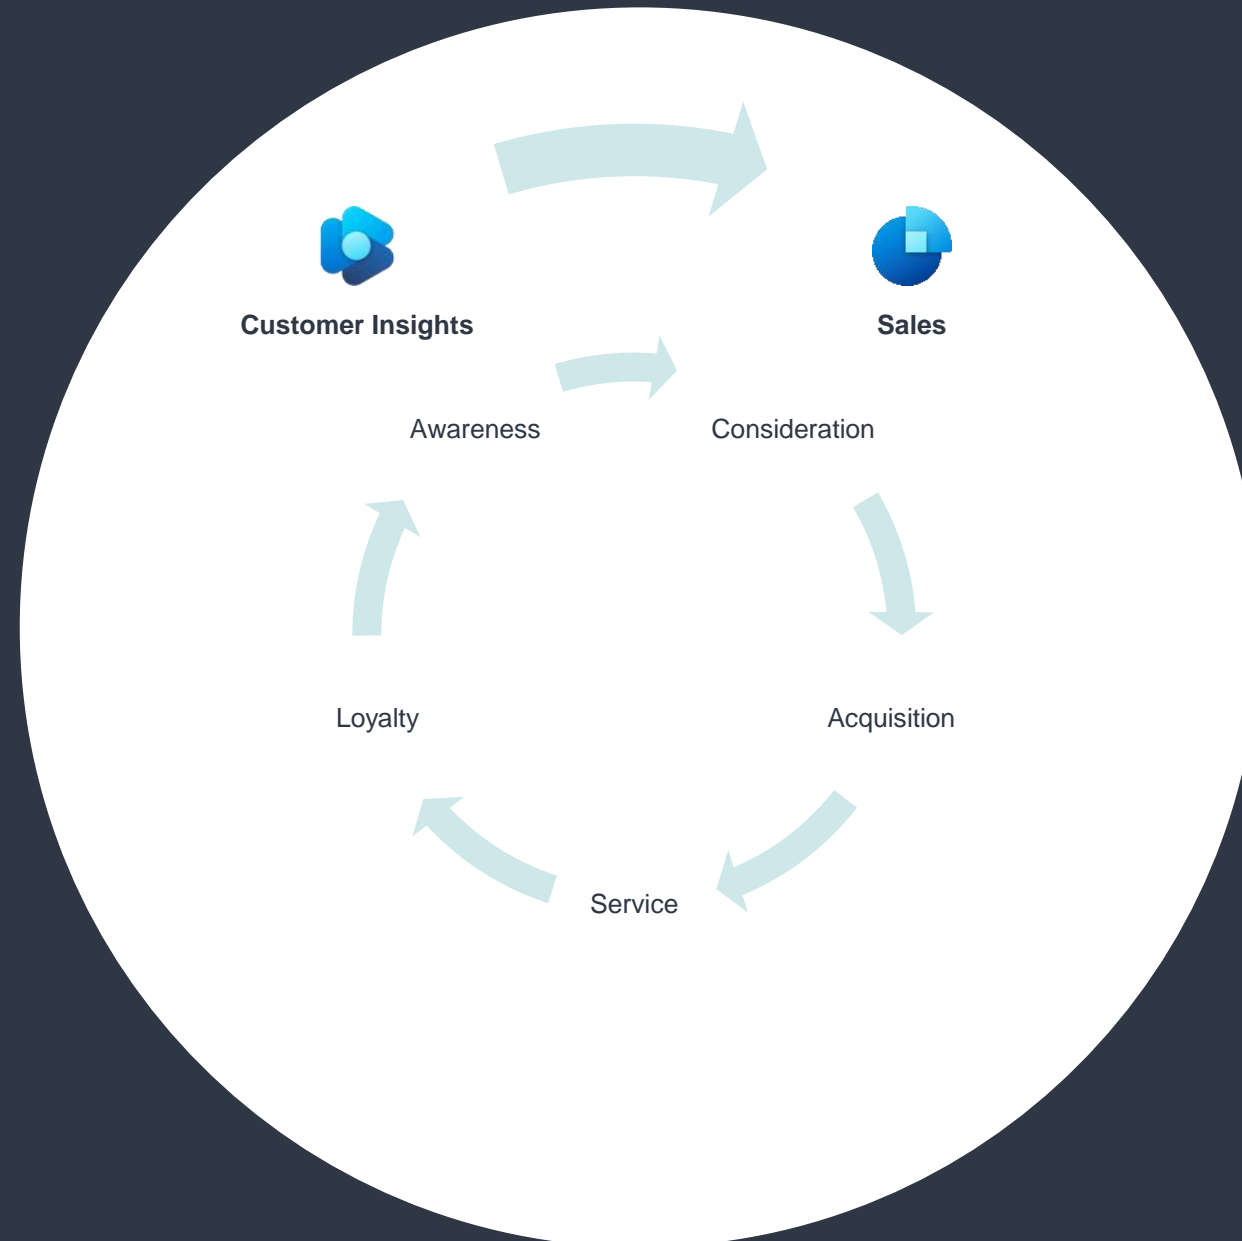 Customer Insights
Sales
Awareness
Consideration
Loyalty
Acquisition
Service